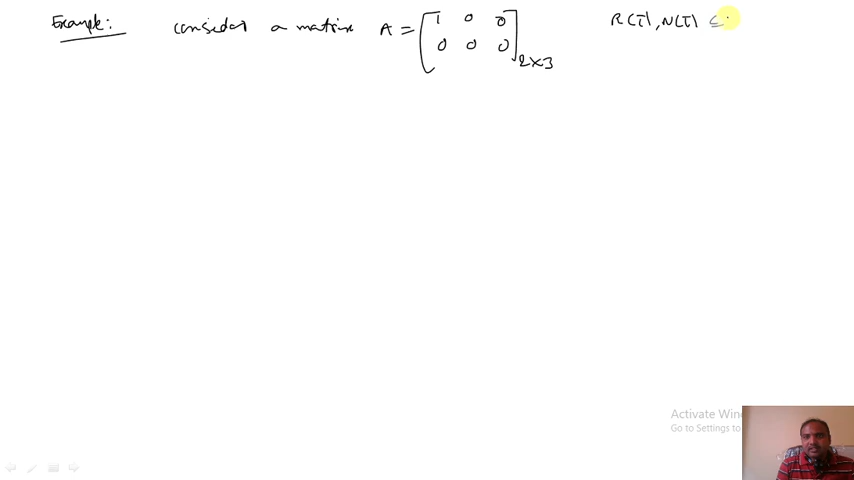 Example: consider a matrix A = [1 0 0 R(T), N(T) ⊆
0 0 0] 2×3
Activate Win
Go to Settings to